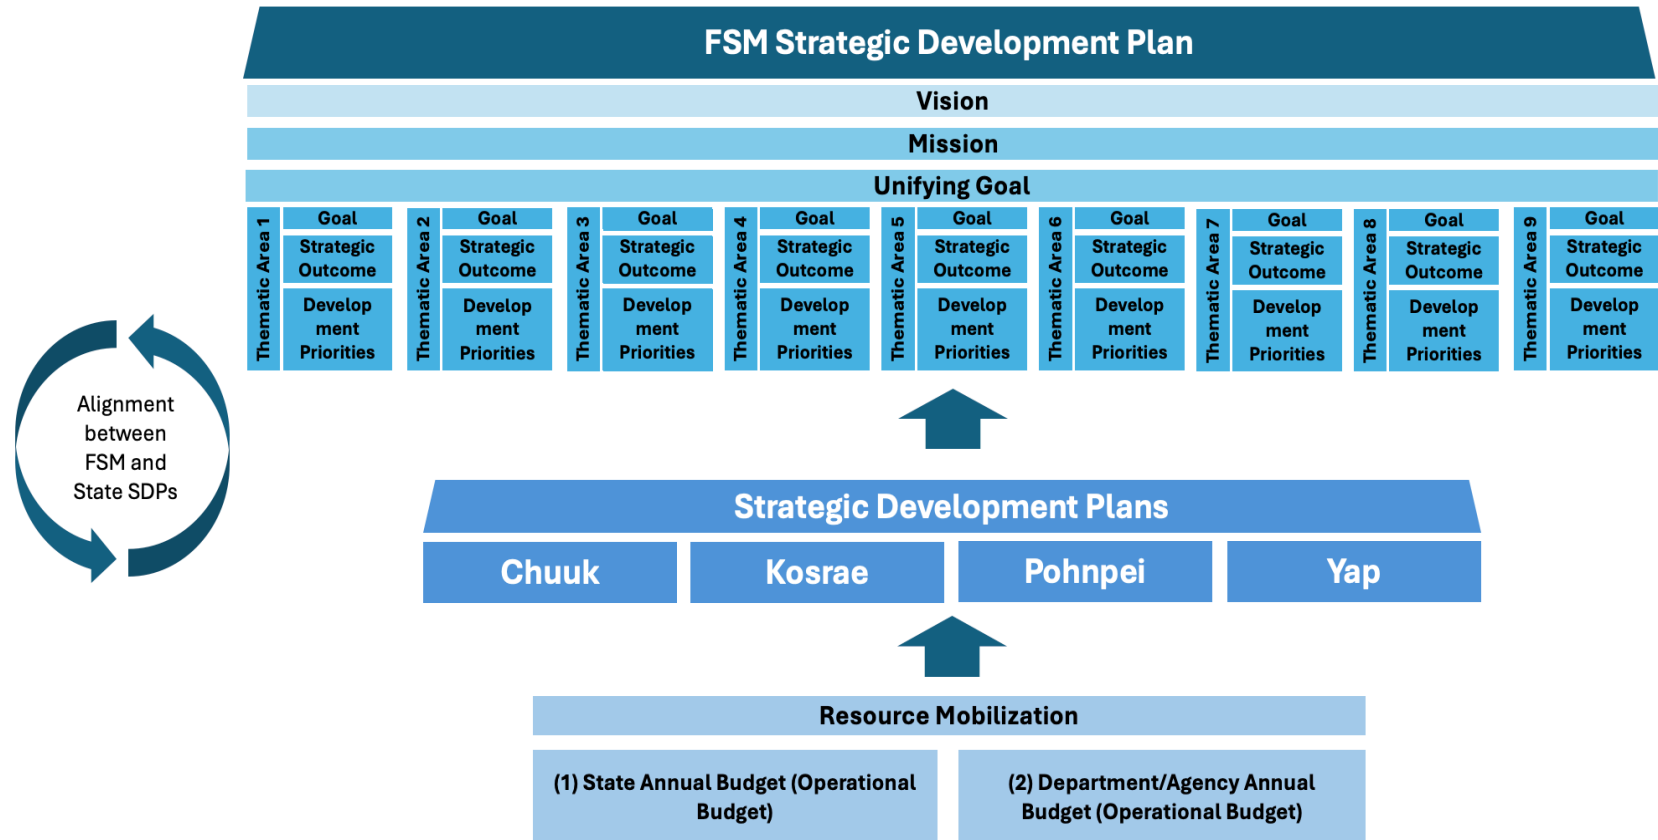 FSM Strategic Development Plan
Vision
Mission
Unifying Goal
Thematic Area 1
Goal
Strategic
Outcome
Develop
ment
Priorities
Thematic Area 2
Goal
Strategic
Outcome
Develop
ment
Priorities
Thematic Area 3
Goal
Strategic
Outcome
Develop
ment
Priorities
Thematic Area 4
Goal
Strategic
Outcome
Develop
ment
Priorities
Thematic Area 5
Goal
Strategic
Outcome
Develop
ment
Priorities
Thematic Area 6
Goal
Strategic
Outcome
Develop
ment
Priorities
Thematic Area 7
Goal
Strategic
Outcome
Develop
ment
Priorities
Thematic Area 8
Goal
Strategic
Outcome
Develop
ment
Priorities
Thematic Area 9
Goal
Strategic
Outcome
Develop
ment
Priorities
Alignment
between
FSM and
State SDPs
Strategic Development Plans
Chuuk
Kosrae
Pohnpei
Yap
Resource Mobilization
(1) State Annual Budget (Operational
Budget)
(2) Department/Agency Annual
Budget (Operational Budget)